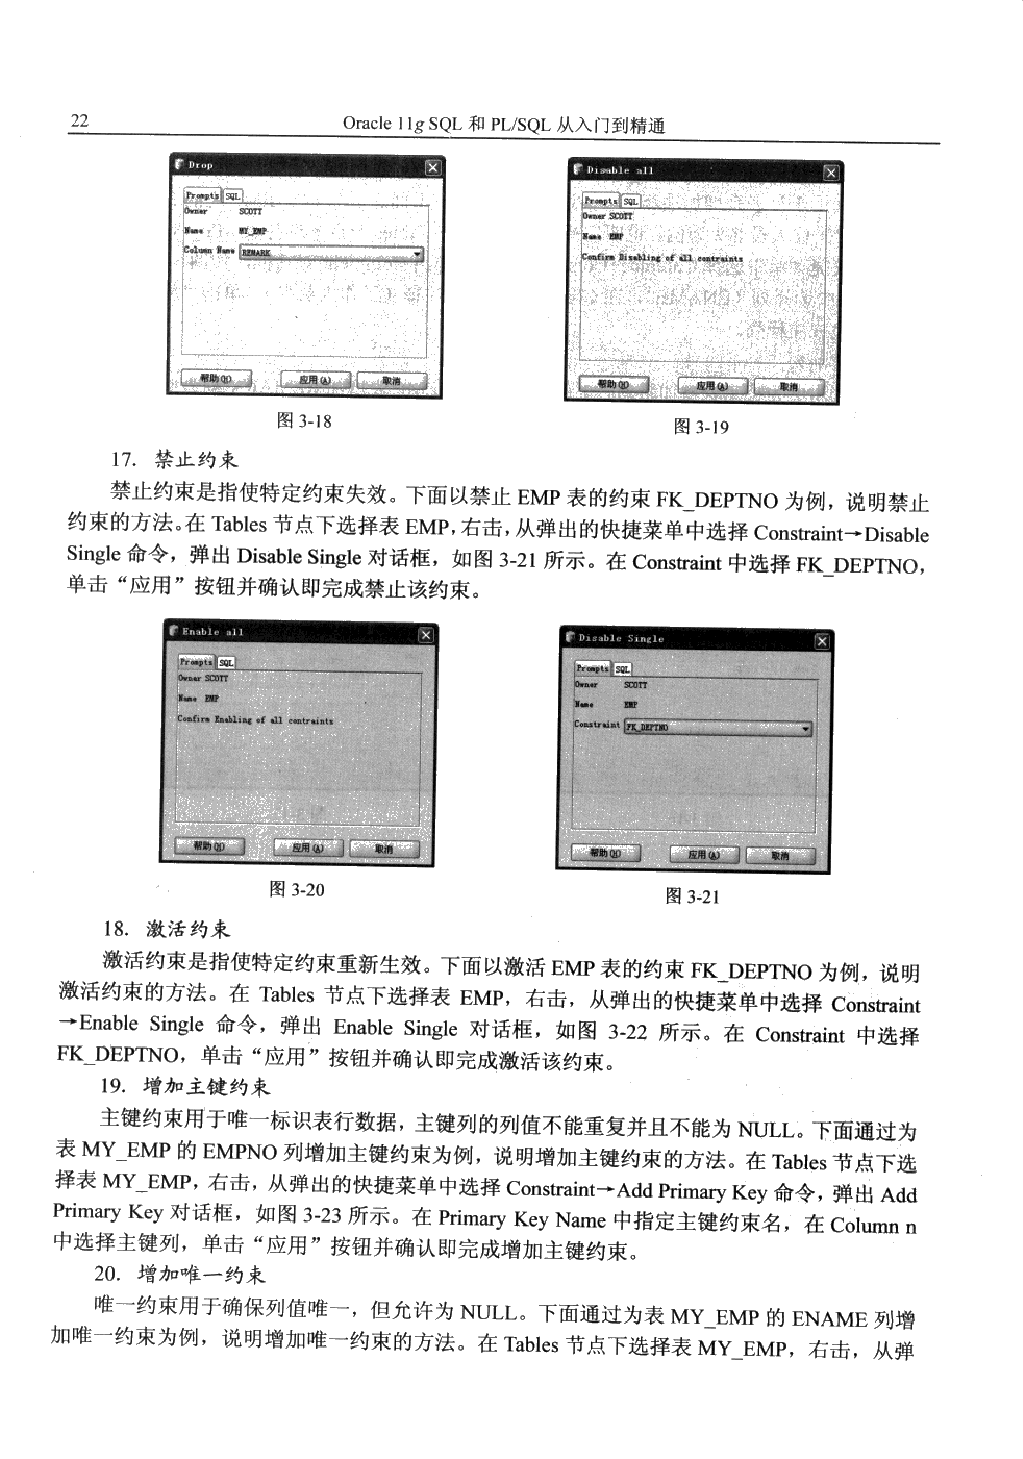 22
Oracle 11g SQL 和 PL/SQL 从入门到精通
Drop
Prompts SQL
Owner SCOTT
Name MY_EMP
Column Name REMARK
帮助(H) 应用(A) 取消
图 3-18
Disable all
Prompts SQL
Owner SCOTT
Name EMP
Confirm Disabling of all contraints
帮助(H) 应用(A) 取消
图 3-19
17. 禁止约束
禁止约束是指使特定约束失效。下面以禁止 EMP 表的约束 FK_DEPTNO 为例，说明禁止
约束的方法。在 Tables 节点下选择表 EMP，右击，从弹出的快捷菜单中选择 Constraint→Disable
Single 命令，弹出 Disable Single 对话框，如图 3-21 所示。在 Constraint 中选择 FK_DEPTNO，
单击“应用”按钮并确认即完成禁止该约束。
Enable all
Prompts SQL
Owner SCOTT
Name EMP
Confirm Enabling of all contraints
帮助(H) 应用(A) 取消
图 3-20
Disable Single
Prompts SQL
Owner SCOTT
Name EMP
Constraint FK_DEPTNO
帮助(H) 应用(A) 取消
图 3-21
18. 激活约束
激活约束是指使特定约束重新生效。下面以激活 EMP 表的约束 FK_DEPTNO 为例，说明
激活约束的方法。在 Tables 节点下选择表 EMP，右击，从弹出的快捷菜单中选择 Constraint
→Enable Single 命令，弹出 Enable Single 对话框，如图 3-22 所示。在 Constraint 中选择
FK_DEPTNO，单击“应用”按钮并确认即完成激活该约束。
19. 增加主键约束
主键约束用于唯一标识表行数据，主键列的列值不能重复并且不能为 NULL。下面通过为
表 MY_EMP 的 EMPNO 列增加主键约束为例，说明增加主键约束的方法。在 Tables 节点下选
择表 MY_EMP，右击，从弹出的快捷菜单中选择 Constraint→Add Primary Key 命令，弹出 Add
Primary Key 对话框，如图 3-23 所示。在 Primary Key Name 中指定主键约束名，在 Column n
中选择主键列，单击“应用”按钮并确认即完成增加主键约束。
20. 增加唯一约束
唯一约束用于确保列值唯一，但允许为 NULL。下面通过为表 MY_EMP 的 ENAME 列增
加唯一约束为例，说明增加唯一约束的方法。在 Tables 节点下选择表 MY_EMP，右击，从弹